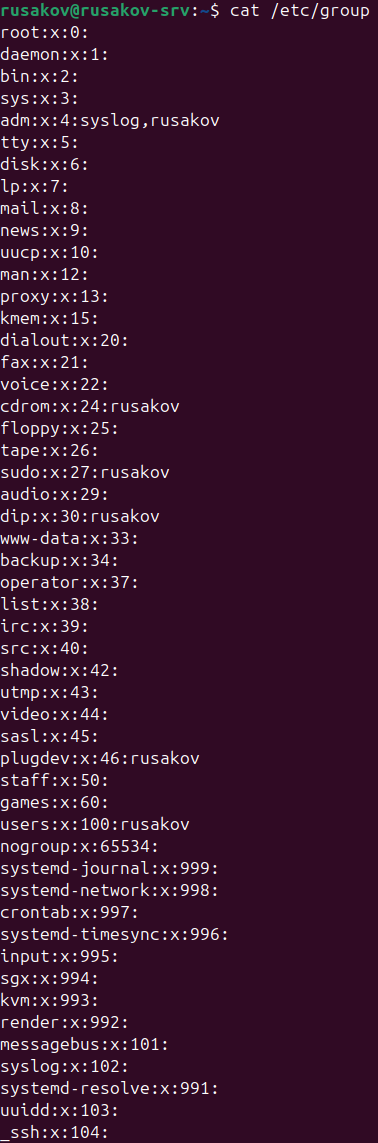 rusakov@rusakov-srv:~$ cat /etc/group
root:x:0:
daemon:x:1:
bin:x:2:
sys:x:3:
adm:x:4:syslog,rusakov
tty:x:5:
disk:x:6:
lp:x:7:
mail:x:8:
news:x:9:
uucp:x:10:
man:x:12:
proxy:x:13:
kmem:x:15:
dialout:x:20:
fax:x:21:
voice:x:22:
cdrom:x:24:rusakov
floppy:x:25:
tape:x:26:
sudo:x:27:rusakov
audio:x:29:
dip:x:30:rusakov
www-data:x:33:
backup:x:34:
operator:x:37:
list:x:38:
irc:x:39:
src:x:40:
shadow:x:42:
utmp:x:43:
video:x:44:
sasl:x:45:
plugdev:x:46:rusakov
staff:x:50:
games:x:60:
users:x:100:rusakov
nogroup:x:65534:
systemd-journal:x:999:
systemd-network:x:998:
crontab:x:997:
systemd-timesync:x:996:
input:x:995:
sgx:x:994:
kvm:x:993:
render:x:992:
messagebus:x:101:
syslog:x:102:
systemd-resolve:x:991:
uuidd:x:103:
_ssh:x:104: